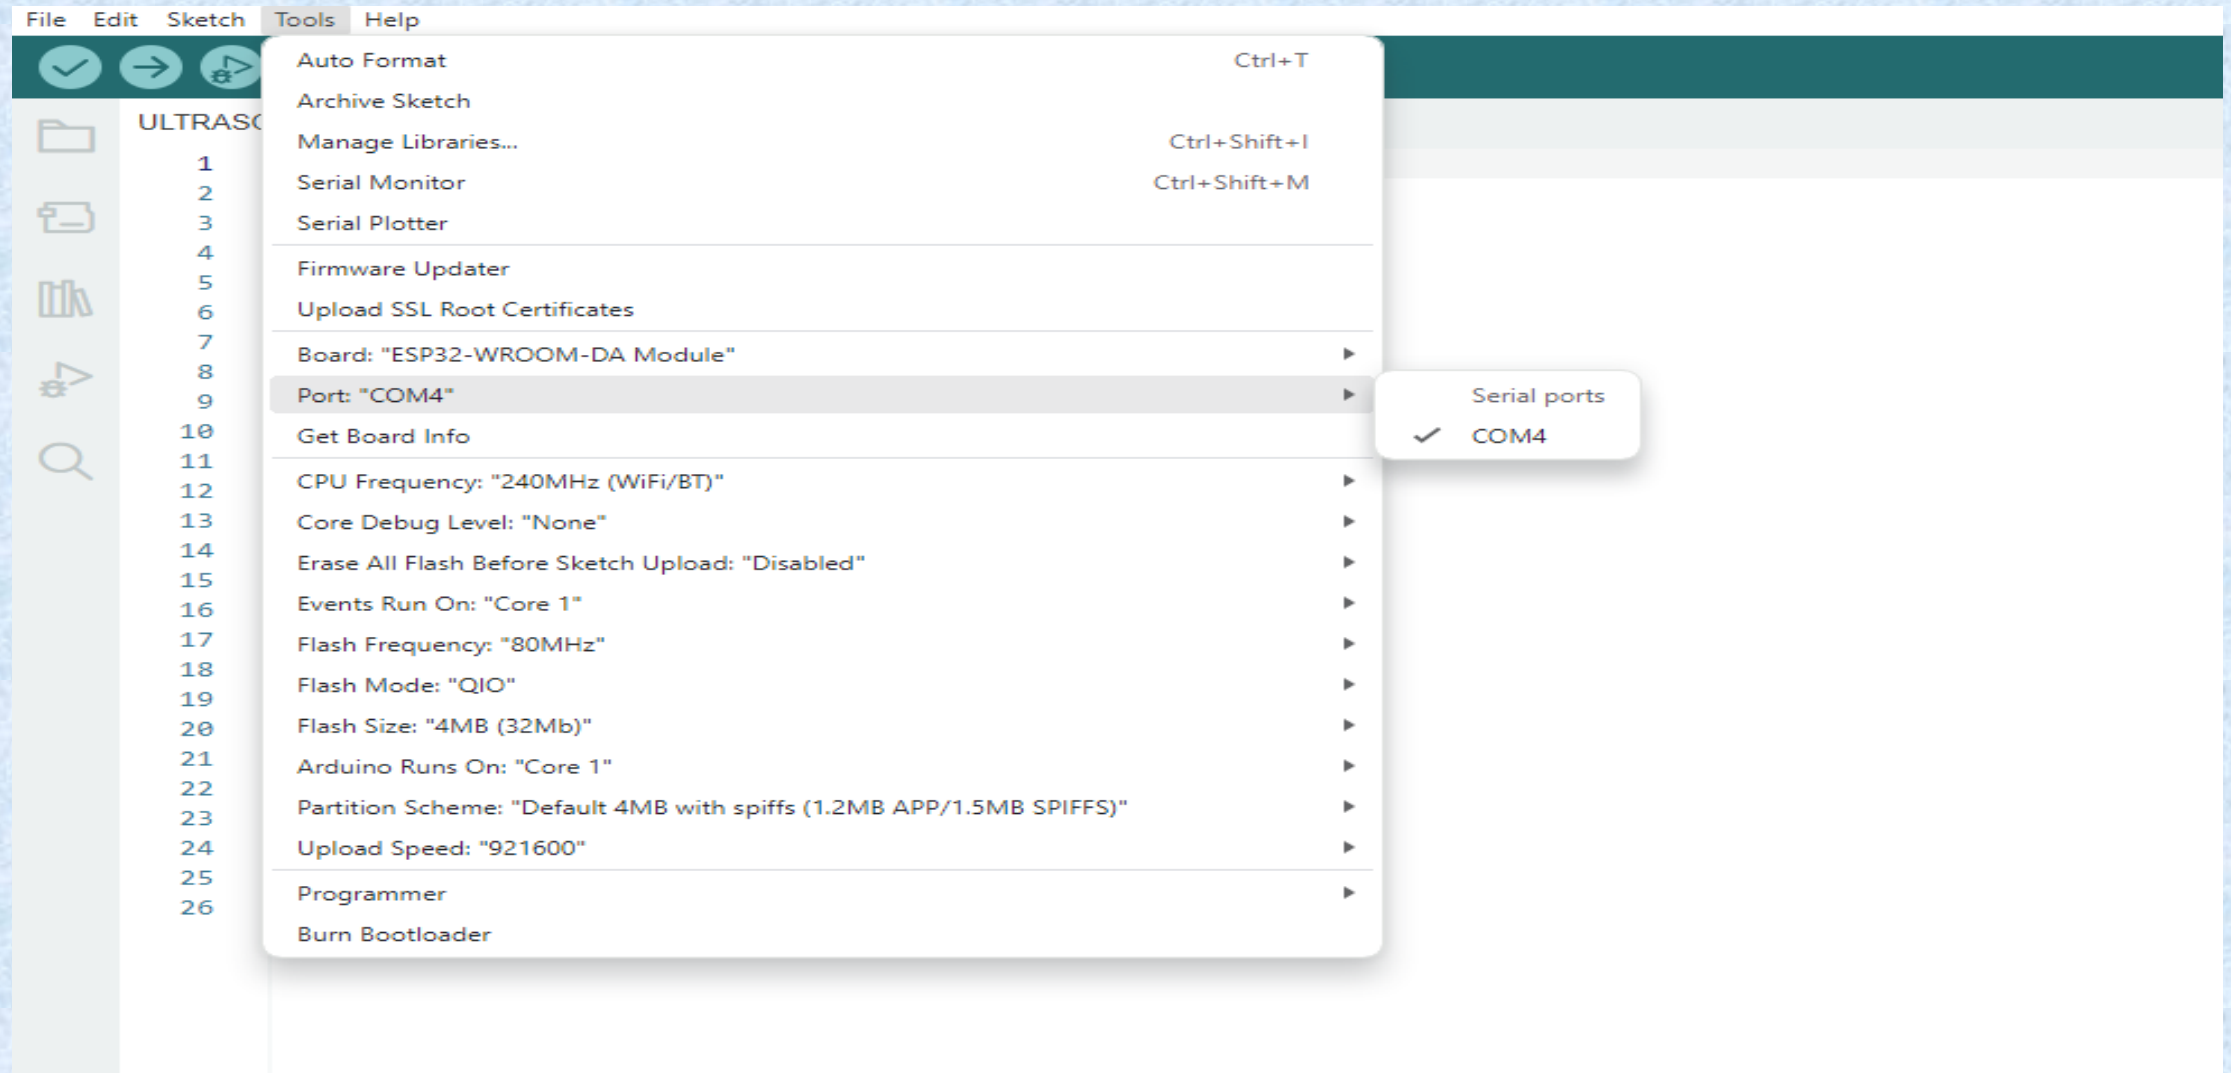 File Edit Sketch Tools Help
Auto Format Ctrl+T
Archive Sketch
Manage Libraries... Ctrl+Shift+I
Serial Monitor Ctrl+Shift+M
Serial Plotter
Firmware Updater
Upload SSL Root Certificates
Board: "ESP32-WROOM-DA Module"
Port: "COM4"
Get Board Info
CPU Frequency: "240MHz (WiFi/BT)"
Core Debug Level: "None"
Erase All Flash Before Sketch Upload: "Disabled"
Events Run On: "Core 1"
Flash Frequency: "80MHz"
Flash Mode: "QIO"
Flash Size: "4MB (32Mb)"
Arduino Runs On: "Core 1"
Partition Scheme: "Default 4MB with spiffs (1.2MB APP/1.5MB SPIFFS)"
Upload Speed: "921600"
Programmer
Burn Bootloader
Serial ports
COM4
1
2
3
4
5
6
7
8
9
10
11
12
13
14
15
16
17
18
19
20
21
22
23
24
25
26